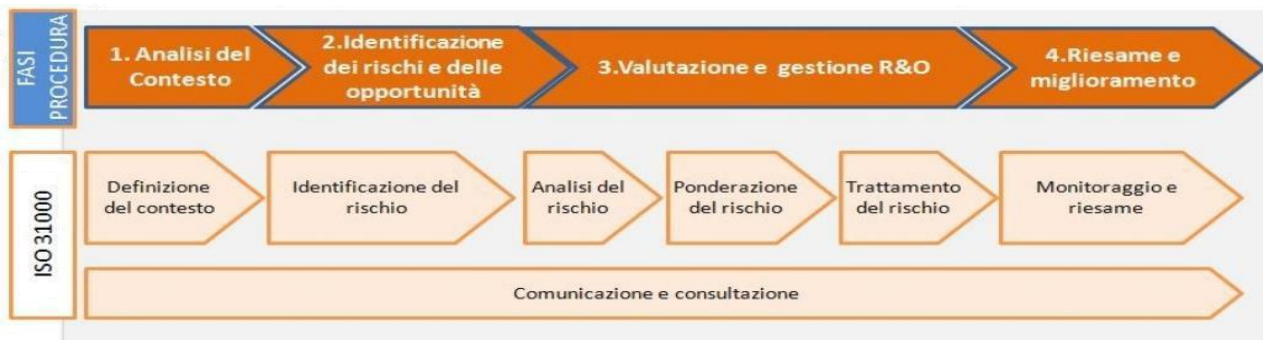 FASI
PROCEDURA
1. Analisi del
Contesto
2.Identificazione
dei rischi e delle
opportunità
3.Valutazione e gestione R&O
4.Riesame e
miglioramento
ISO 31000
Definizione
del contesto
Identificazione del
rischio
Analisi del
rischio
Ponderazione
del rischio
Trattamento
del rischio
Monitoraggio e
riesame
Comunicazione e consultazione